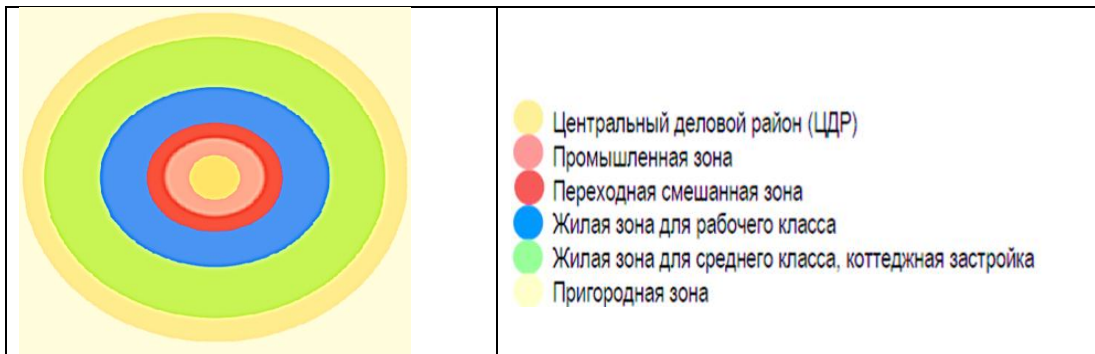 Центральный деловой район (ЦДР)
Промышленная зона
Переходная смешанная зона
Жилая зона для рабочего класса
Жилая зона для среднего класса, коттеджная застройка
Пригородная зона